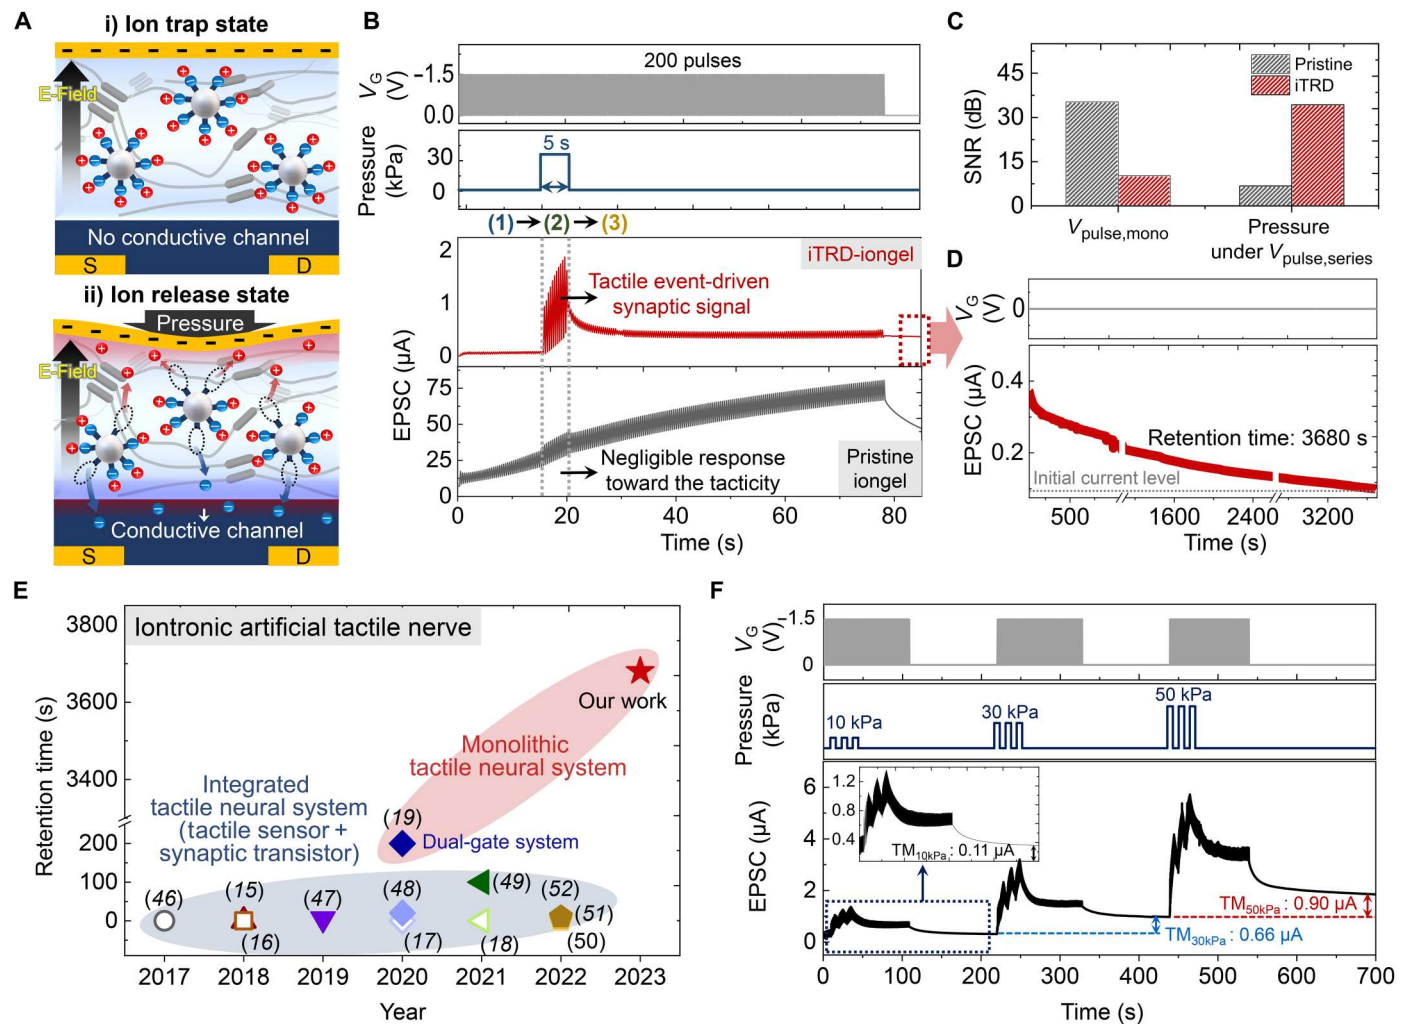 A
i) Ion trap state
E-Field
No conductive channel
S
D
ii) Ion release state
Pressure
E-Field
Conductive channel
S
D
B
200 pulses
V_G (V)
-1.5
0.0
5 s
Pressure (kPa)
30
0
(1) → (2) → (3)
iTRD-iongel
Tactile event-driven
synaptic signal
2
1
0
EPSC (µA)
75
50
25
0
Negligible response
toward the tacticity
Pristine
iongel
0 20 40 60 80
Time (s)
C
Pristine
iTRD
SNR (dB)
45
30
15
0
V_pulse,mono
Pressure
under V_pulse,series
D
V_G (V)
0
EPSC (µA)
0.4
0.2
Retention time: 3680 s
Initial current level
500 1600 2400 3200
Time (s)
E
Iontronic artificial tactile nerve
Retention time (s)
3800
3600
3400
200
100
0
Our work
Monolithic
tactile neural system
Integrated
tactile neural system
(tactile sensor +
synaptic transistor)
(19)
Dual-gate system
(46)
(15)
(16)
(47)
(48)
(17)
(49)
(18)
(52)
(51)
(50)
2017 2018 2019 2020 2021 2022 2023
Year
F
V_G (V)
-1.5
0
Pressure (kPa)
10 kPa
30 kPa
50 kPa
EPSC (µA)
6
4
2
0
1.2
0.8
0.4
TM_10kPa : 0.11 µA
TM_50kPa : 0.90 µA
TM_30kPa : 0.66 µA
0 100 200 300 400 500 600 700
Time (s)